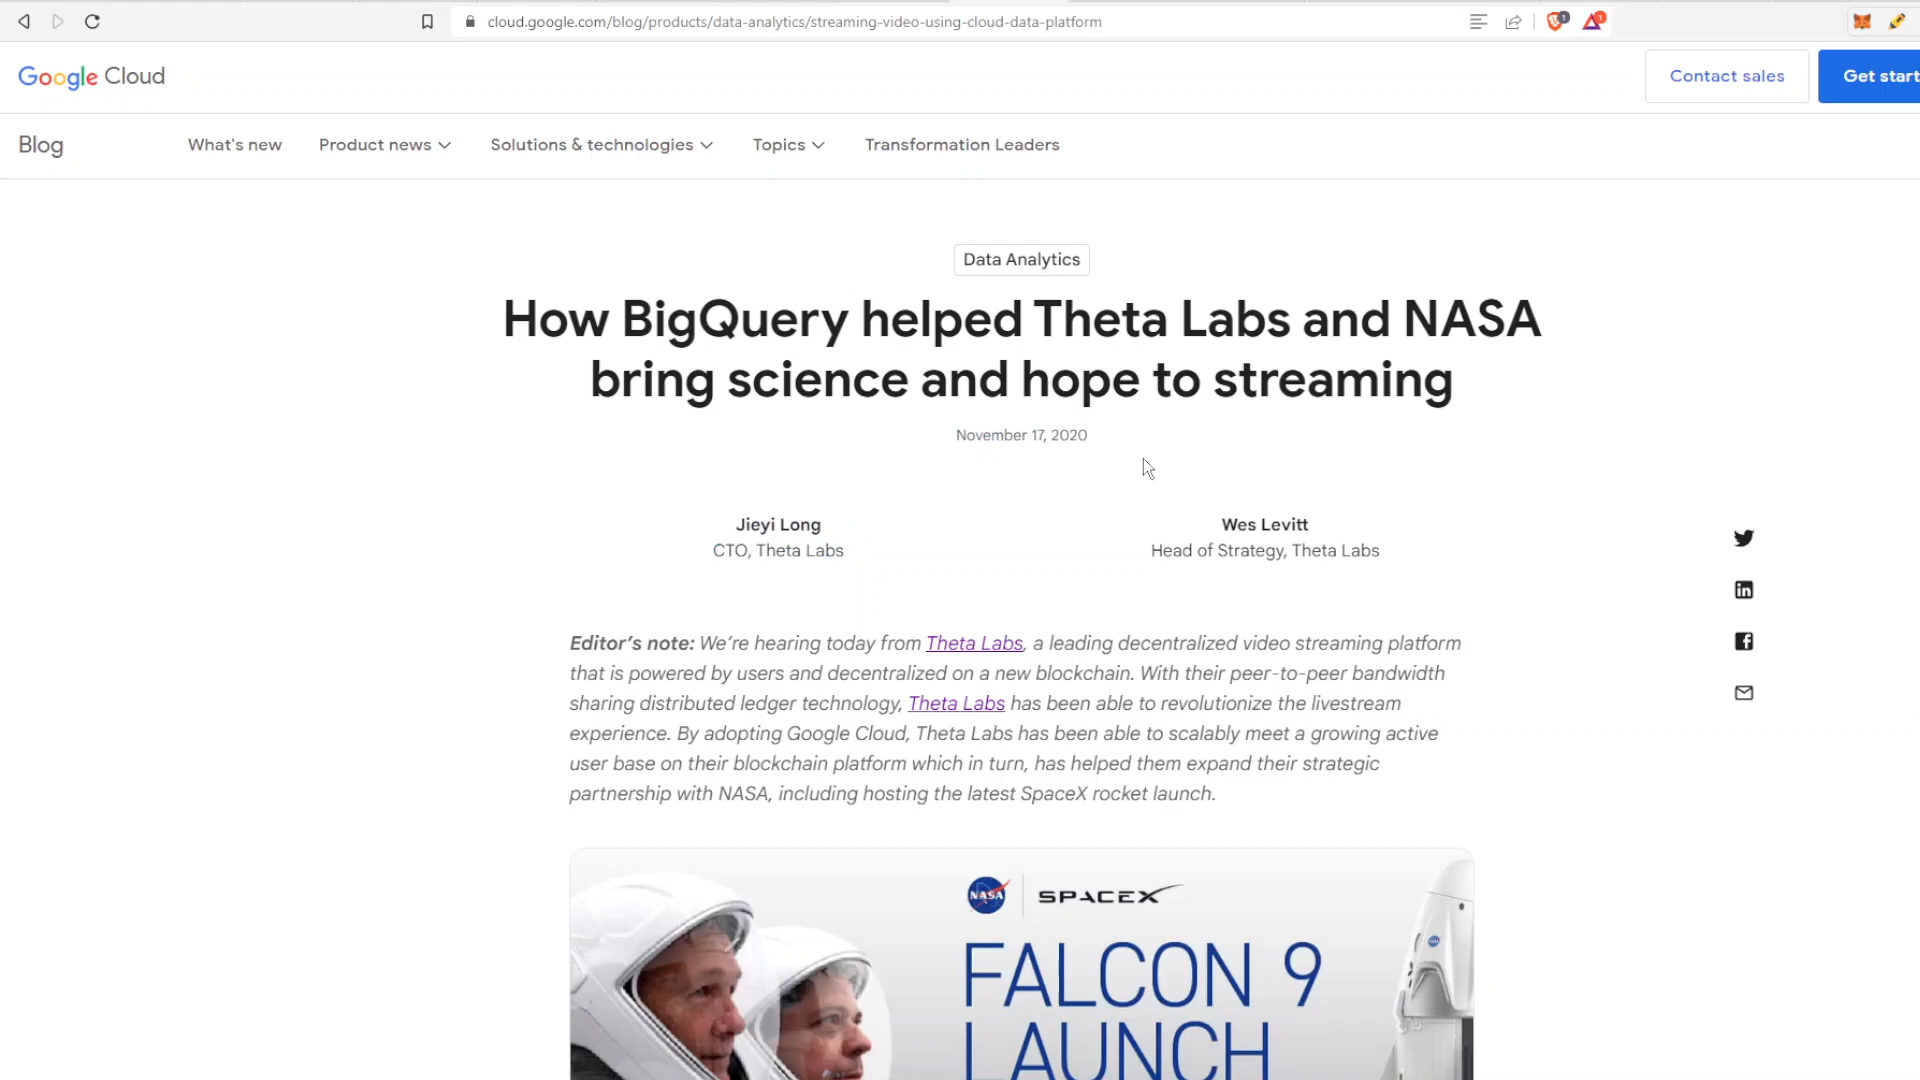 cloud.google.com/blog/products/data-analytics/streaming-video-using-cloud-data-platform
1
1
Google Cloud
Contact sales
Get start
Blog
What's new
Product news
Solutions & technologies
Topics
Transformation Leaders
Data Analytics
How BigQuery helped Theta Labs and NASA
bring science and hope to streaming
November 17, 2020
Jieyi Long
CTO, Theta Labs
Wes Levitt
Head of Strategy, Theta Labs
Editor's note: We're hearing today from Theta Labs, a leading decentralized video streaming platform
that is powered by users and decentralized on a new blockchain. With their peer-to-peer bandwidth
sharing distributed ledger technology, Theta Labs has been able to revolutionize the livestream
experience. By adopting Google Cloud, Theta Labs has been able to scalably meet a growing active
user base on their blockchain platform which in turn, has helped them expand their strategic
partnership with NASA, including hosting the latest SpaceX rocket launch.
NASA
SPACEX
FALCON 9
LAUNCH